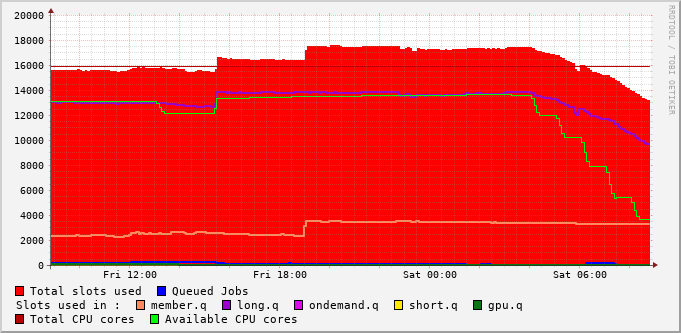 RRDTOOL / TOBI OETIKER
20000
18000
16000
14000
12000
10000
8000
6000
4000
2000
0
Fri 12:00 Fri 18:00 Sat 00:00 Sat 06:00
Total slots used Queued Jobs
Slots used in : member.q long.q ondemand.q short.q gpu.q
Total CPU cores Available CPU cores